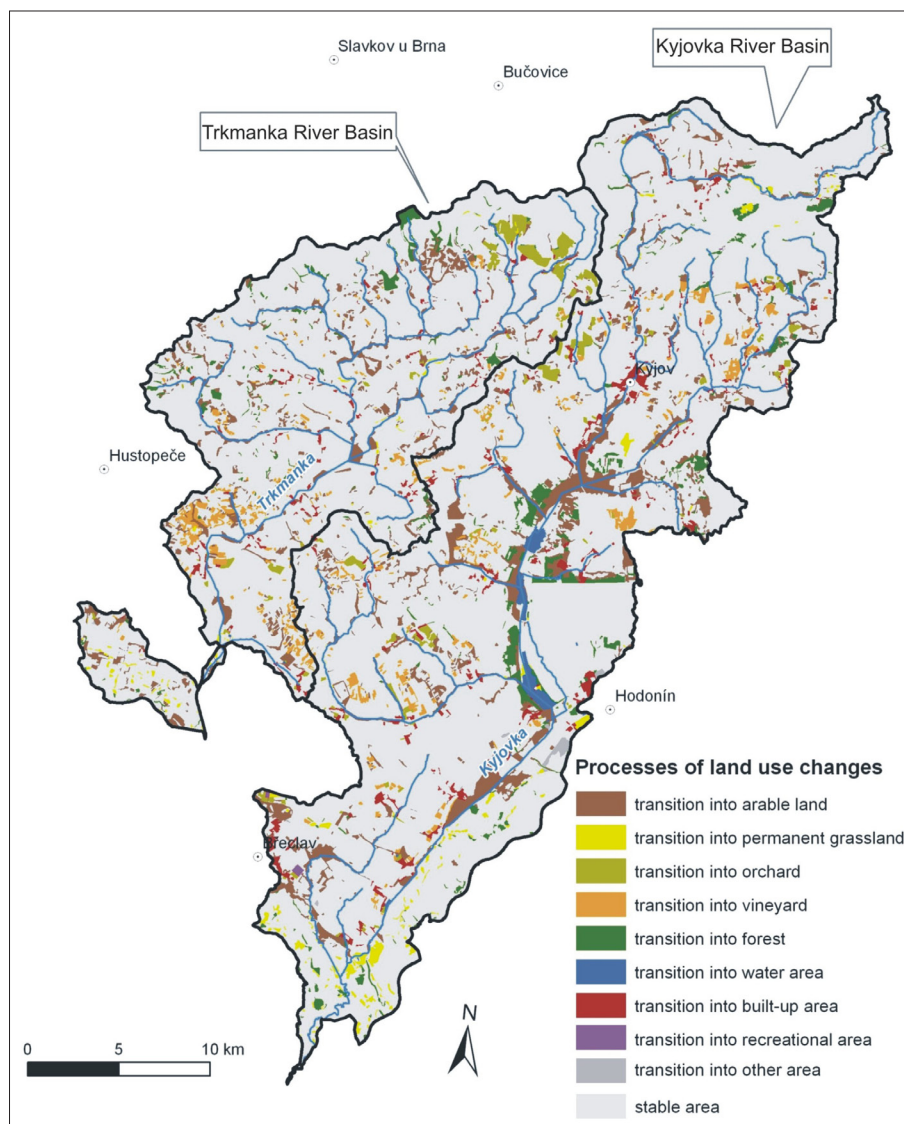 Slavkov u Brna
Kyjovka River Basin
Bučovice
Trkmanka River Basin
Kyjov
Hustopeče
Trkmanka
Hodonín
Kyjovka
Břeclav
Processes of land use changes
transition into arable land
transition into permanent grassland
transition into orchard
transition into vineyard
transition into forest
transition into water area
transition into built-up area
transition into recreational area
transition into other area
stable area
N
0 5 10 km